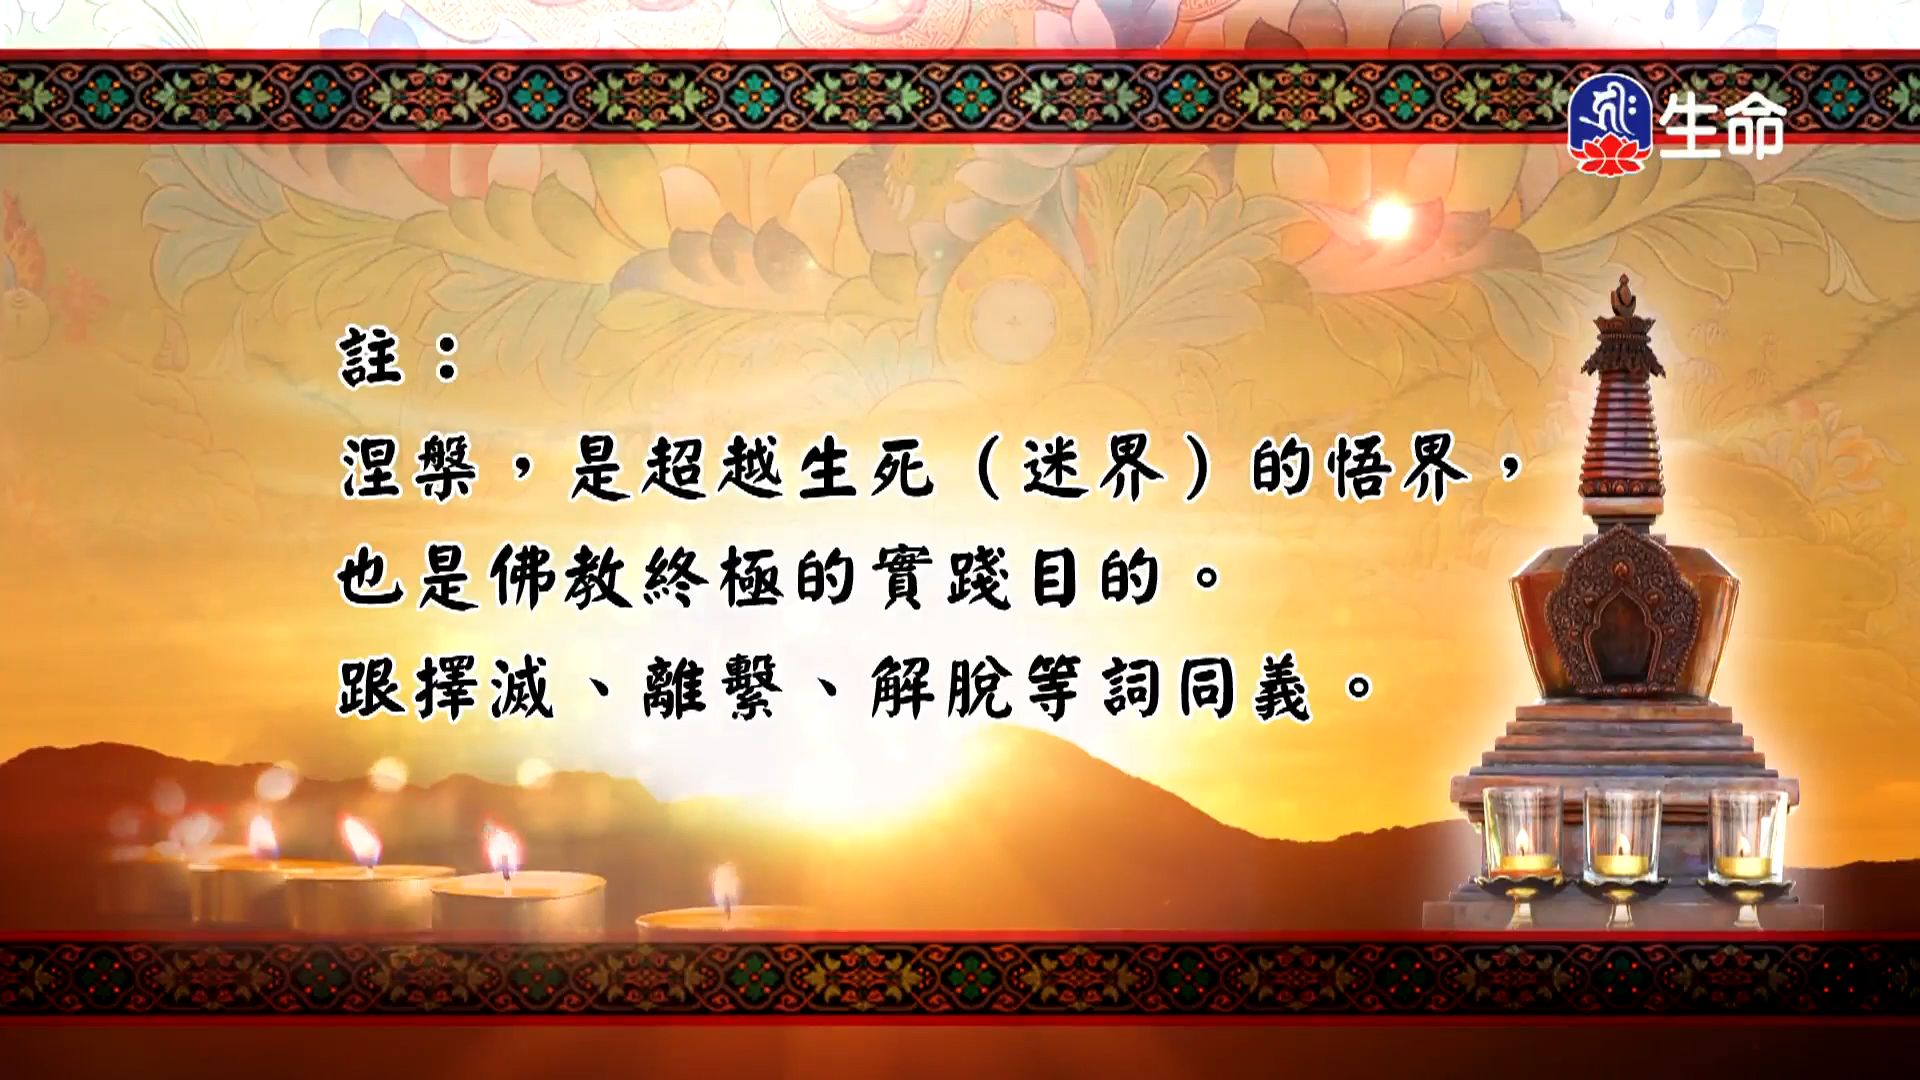 生命
註：
涅槃，是超越生死（迷界）的悟界，
也是佛教終極的實踐目的。
跟擇滅、離繫、解脫等詞同義。